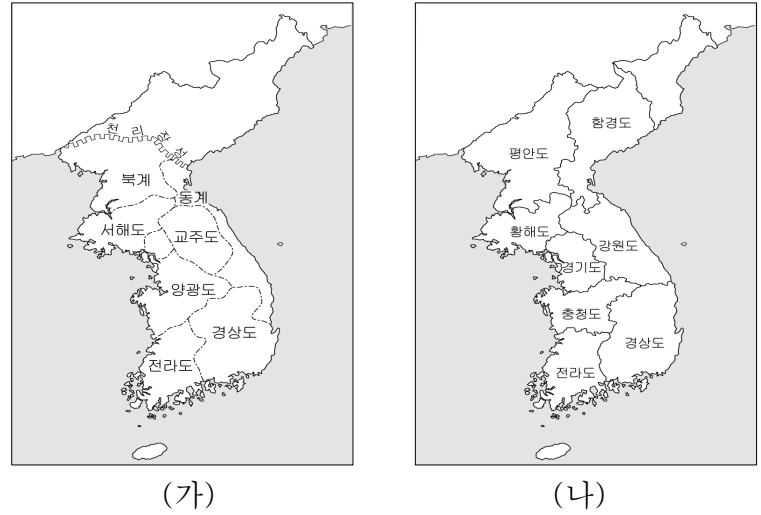 천 리 장 성
북계
동계
서해도
교주도
양광도
경상도
전라도
(가)
함경도
평안도
황해도
강원도
경기도
충청도
경상도
전라도
(나)